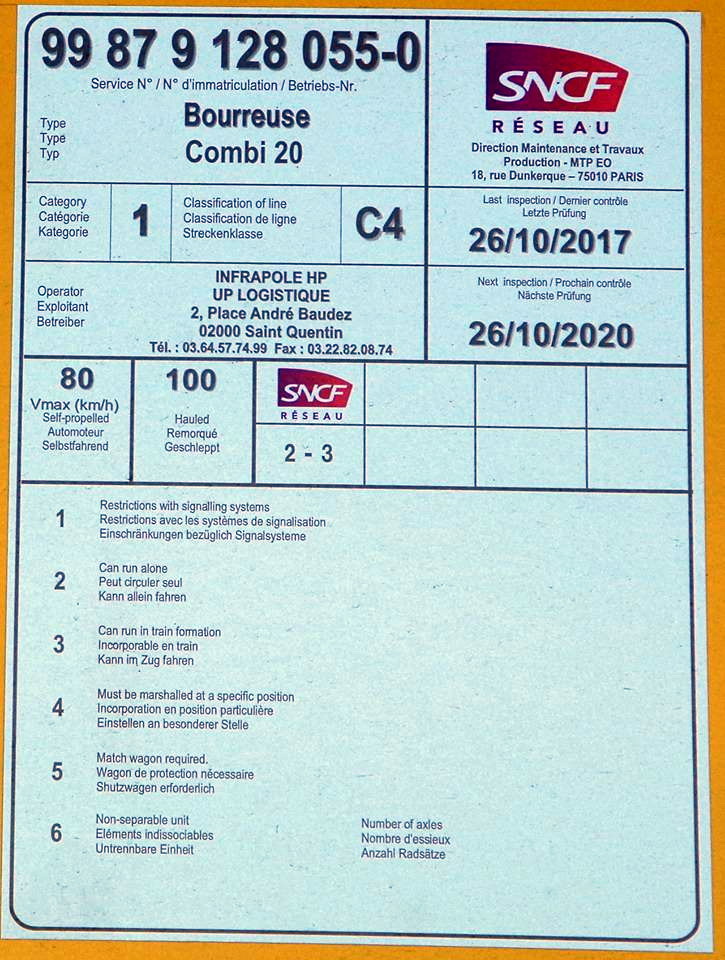 99 87 9 128 055-0
Service N° / N° d'immatriculation / Betriebs-Nr.
Type
Type
Typ
Bourreuse
Combi 20
SNCF
RÉSEAU
Direction Maintenance et Travaux
Production - MTP EO
18, rue Dunkerque – 75010 PARIS
Category
Catégorie
Kategorie
1
Classification of line
Classification de ligne
Streckenklasse
C4
Last inspection / Dernier contrôle
Letzte Prüfung
26/10/2017
Operator
Exploitant
Betreiber
INFRAPOLE HP
UP LOGISTIQUE
2, Place André Baudez
02000 Saint Quentin
Tél. : 03.64.57.74.99 Fax : 03.22.82.08.74
Next inspection / Prochain contrôle
Nächste Prüfung
26/10/2020
80
Vmax (km/h)
Self-propelled
Automoteur
Selbstfahrend
100
Hauled
Remorqué
Geschleppt
SNCF
RÉSEAU
2 - 3
1
Restrictions with signalling systems
Restrictions avec les systèmes de signalisation
Einschränkungen bezüglich Signalsysteme
2
Can run alone
Peut circuler seul
Kann allein fahren
3
Can run in train formation
Incorporable en train
Kann im Zug fahren
4
Must be marshalled at a specific position
Incorporation en position particulière
Einstellen an besonderer Stelle
5
Match wagon required.
Wagon de protection nécessaire
Shutzwagen erforderlich
6
Non-separable unit
Eléments indissociables
Untrennbare Einheit
Number of axles
Nombre d'essieux
Anzahl Radsätze